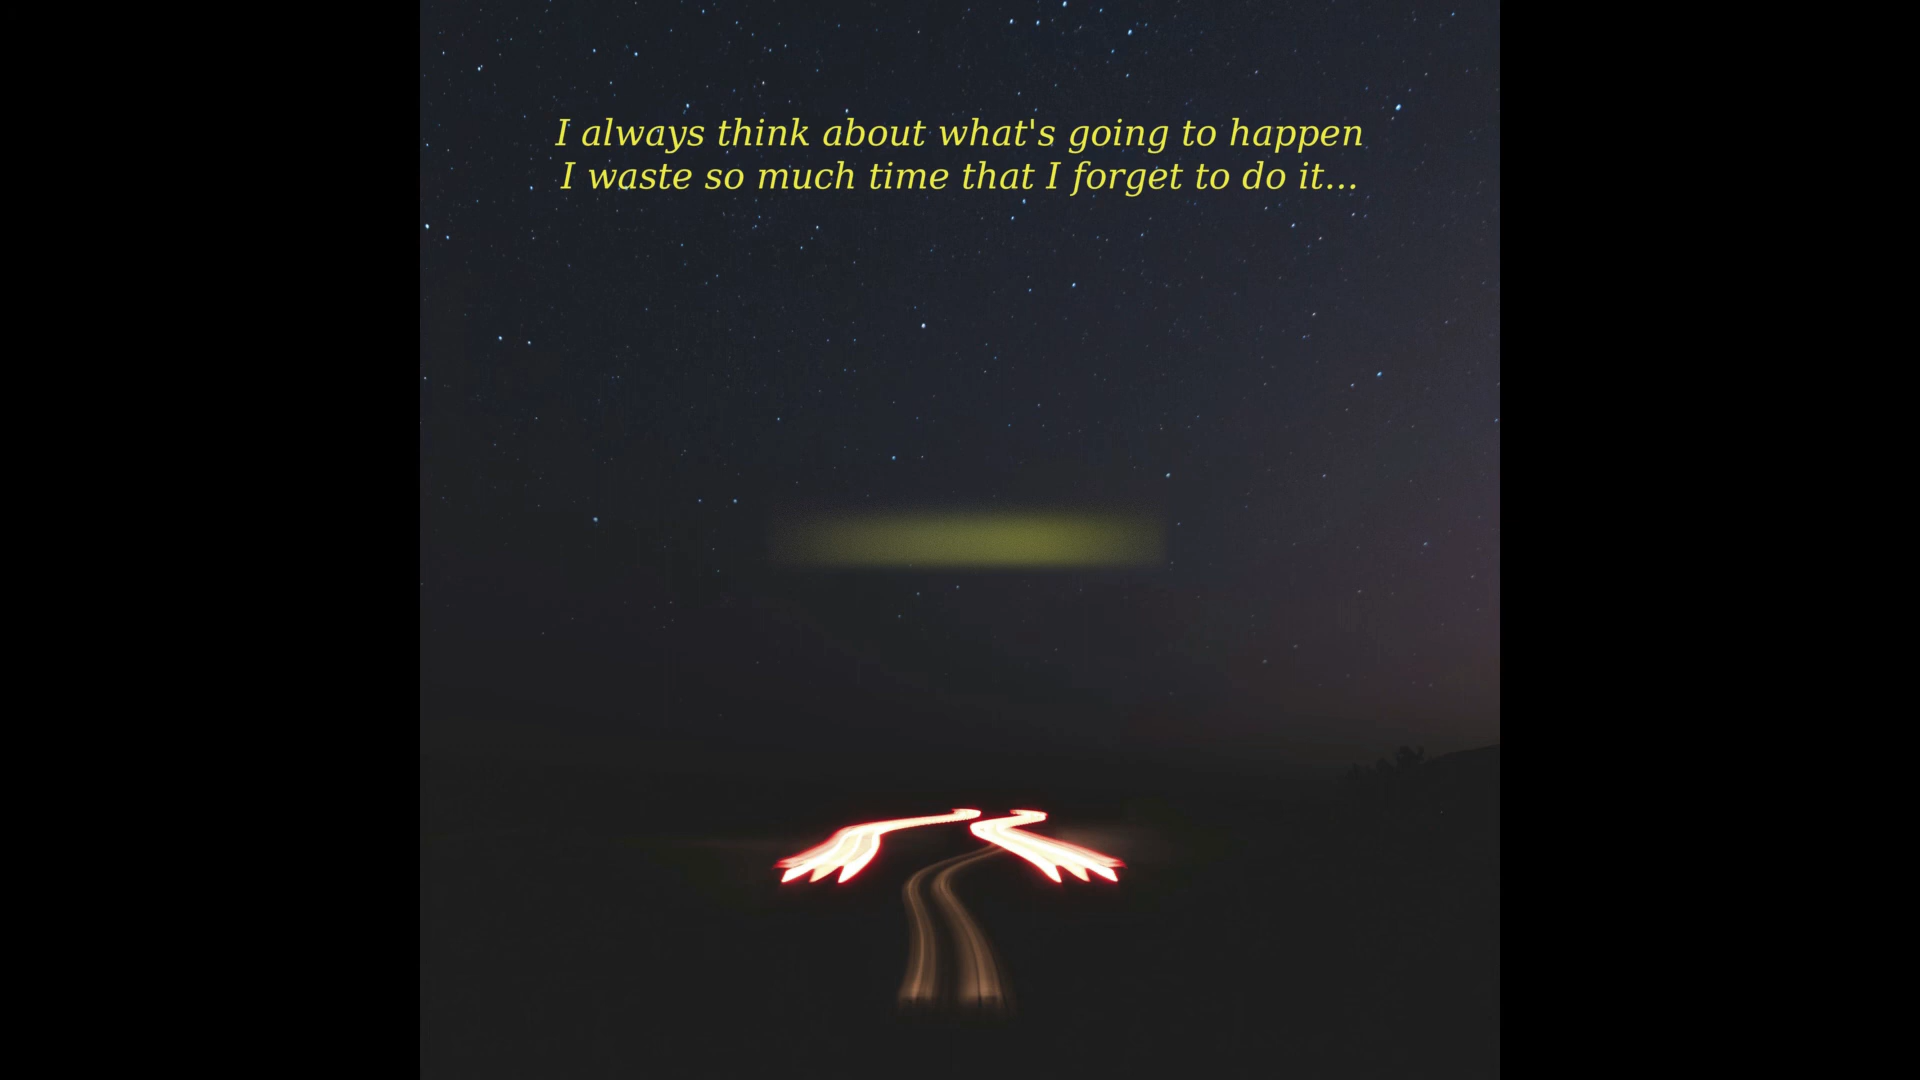 I always think about what's going to happen
I waste so much time that I forget to do it...